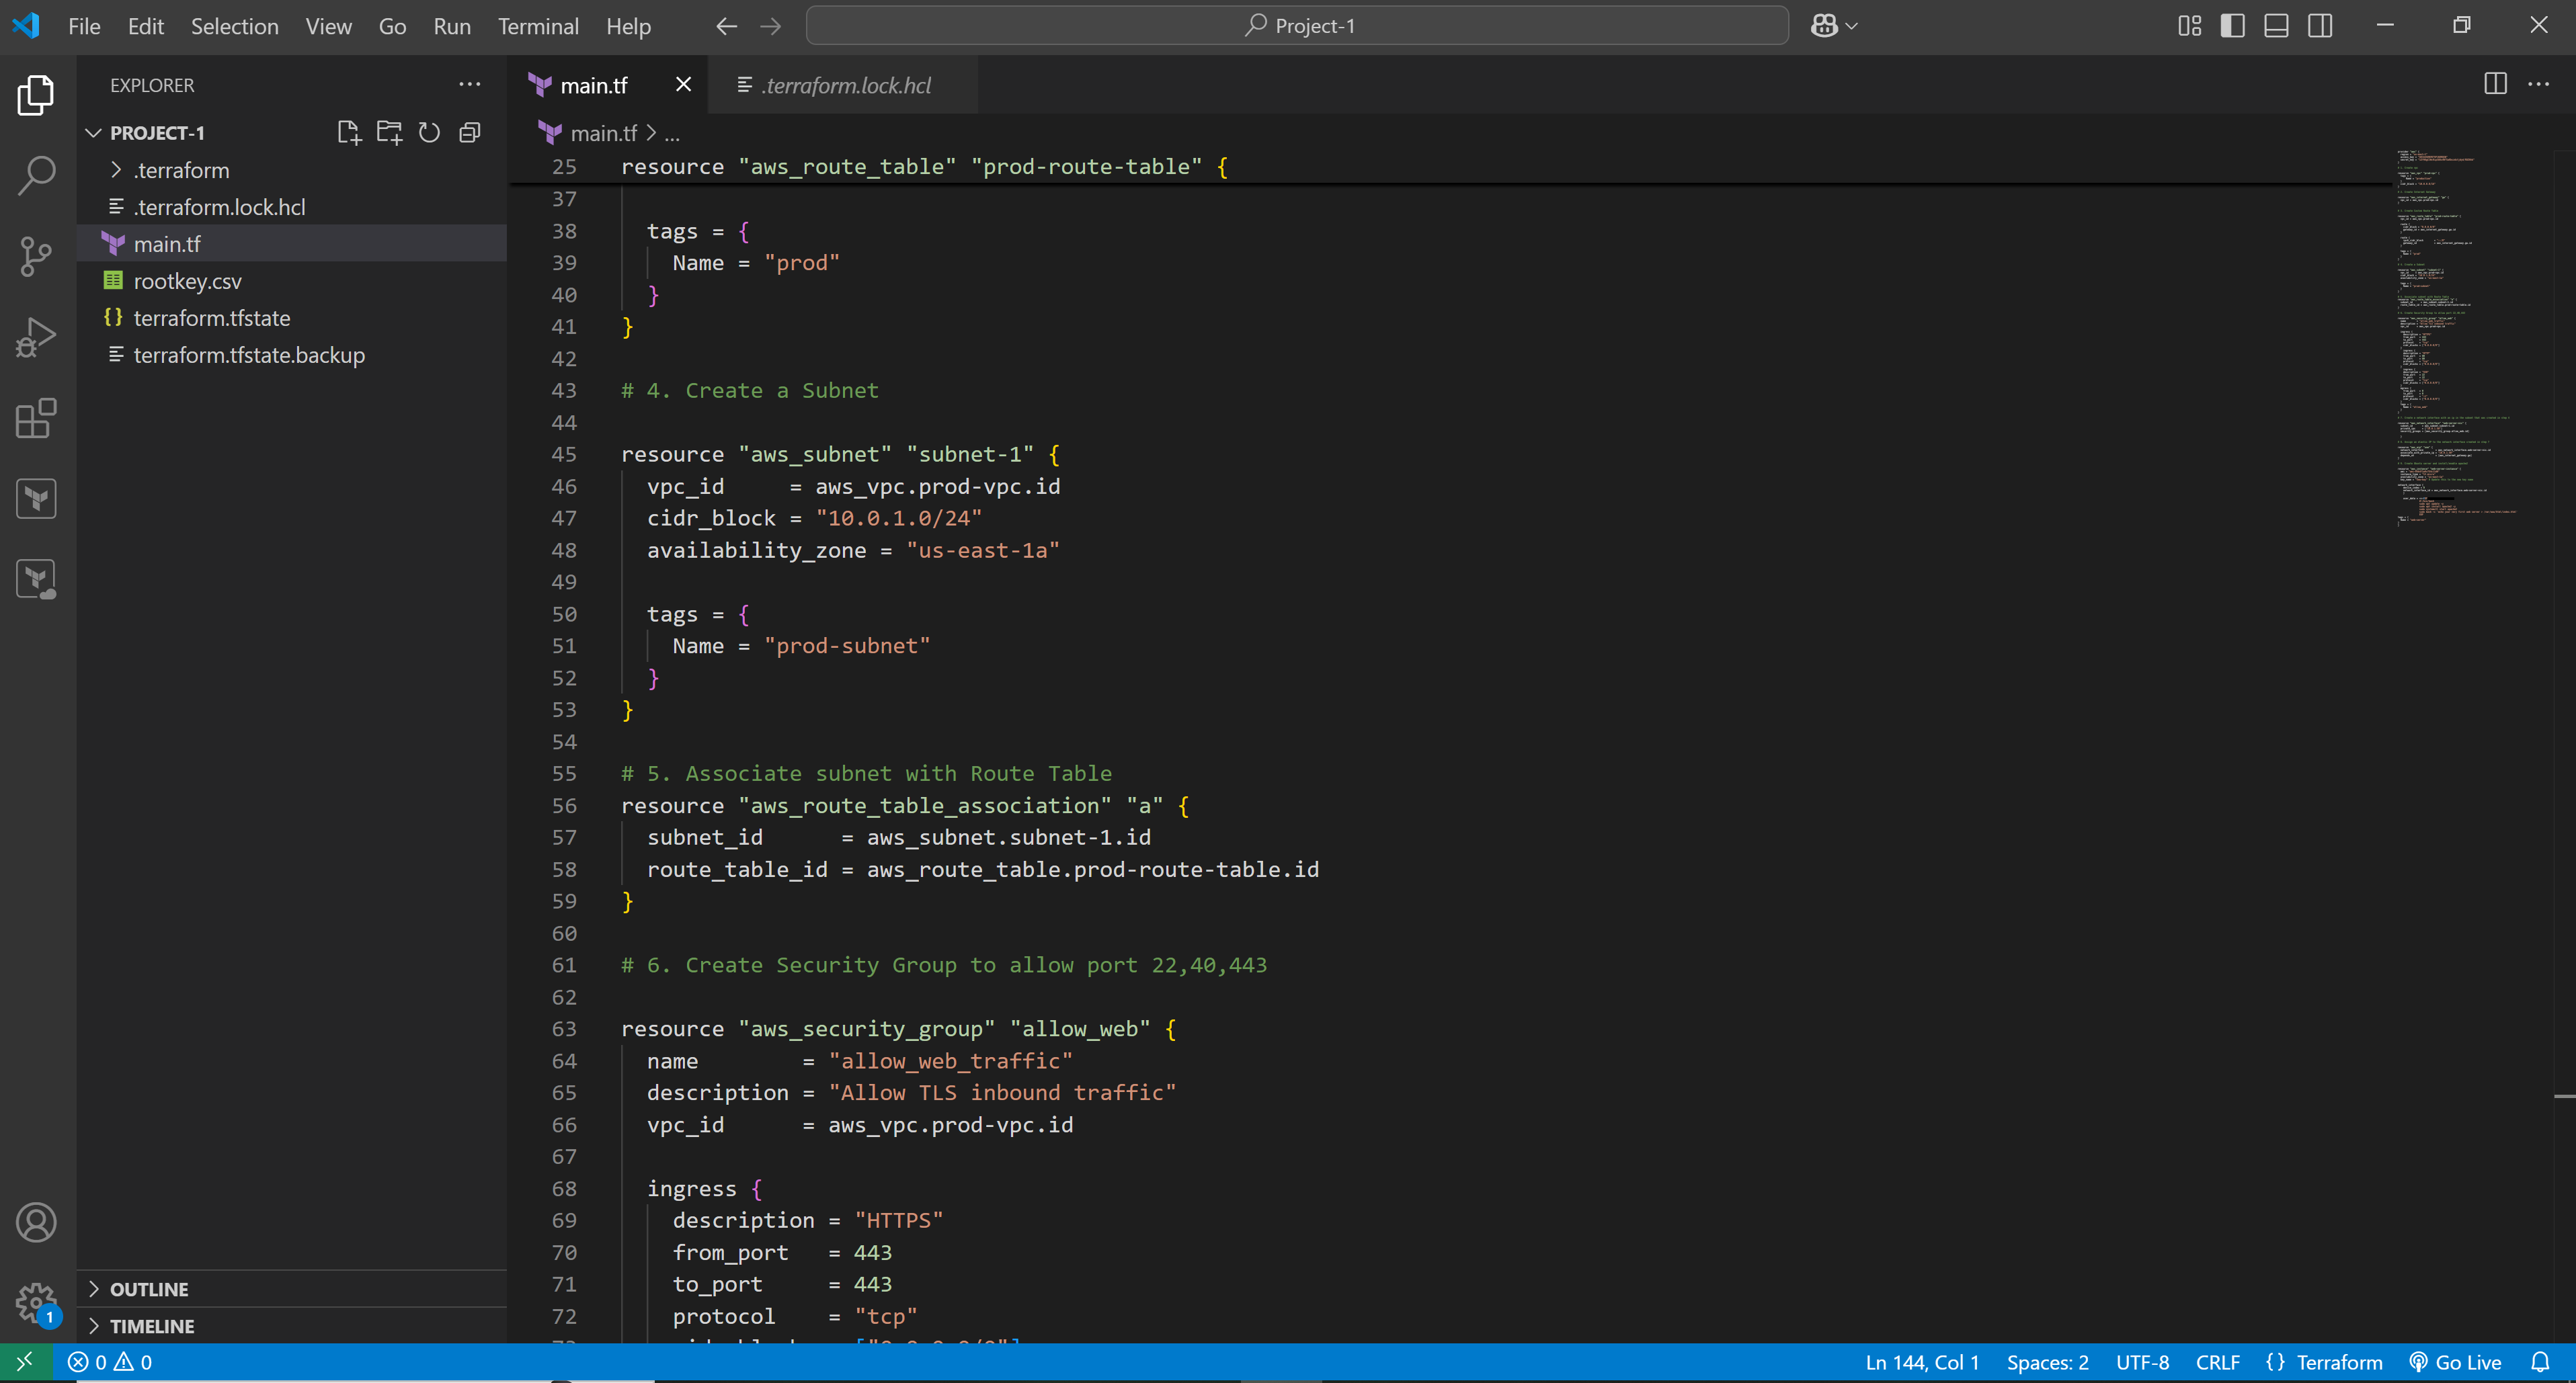 File Edit Selection View Go Run Terminal Help
Project-1
EXPLORER
PROJECT-1
.terraform
.terraform.lock.hcl
main.tf
rootkey.csv
terraform.tfstate
terraform.tfstate.backup
OUTLINE
TIMELINE
main.tf
.terraform.lock.hcl
main.tf > ...
25 resource "aws_route_table" "prod-route-table" {
37
38 tags = {
39 Name = "prod"
40 }
41 }
42
43 # 4. Create a Subnet
44
45 resource "aws_subnet" "subnet-1" {
46 vpc_id     = aws_vpc.prod-vpc.id
47 cidr_block = "10.0.1.0/24"
48 availability_zone = "us-east-1a"
49
50 tags = {
51 Name = "prod-subnet"
52 }
53 }
54
55 # 5. Associate subnet with Route Table
56 resource "aws_route_table_association" "a" {
57 subnet_id      = aws_subnet.subnet-1.id
58 route_table_id = aws_route_table.prod-route-table.id
59 }
60
61 # 6. Create Security Group to allow port 22,40,443
62
63 resource "aws_security_group" "allow_web" {
64 name        = "allow_web_traffic"
65 description = "Allow TLS inbound traffic"
66 vpc_id      = aws_vpc.prod-vpc.id
67
68 ingress {
69 description = "HTTPS"
70 from_port   = 443
71 to_port     = 443
72 protocol    = "tcp"
1
0 0
Ln 144, Col 1 Spaces: 2 UTF-8 CRLF {} Terraform Go Live